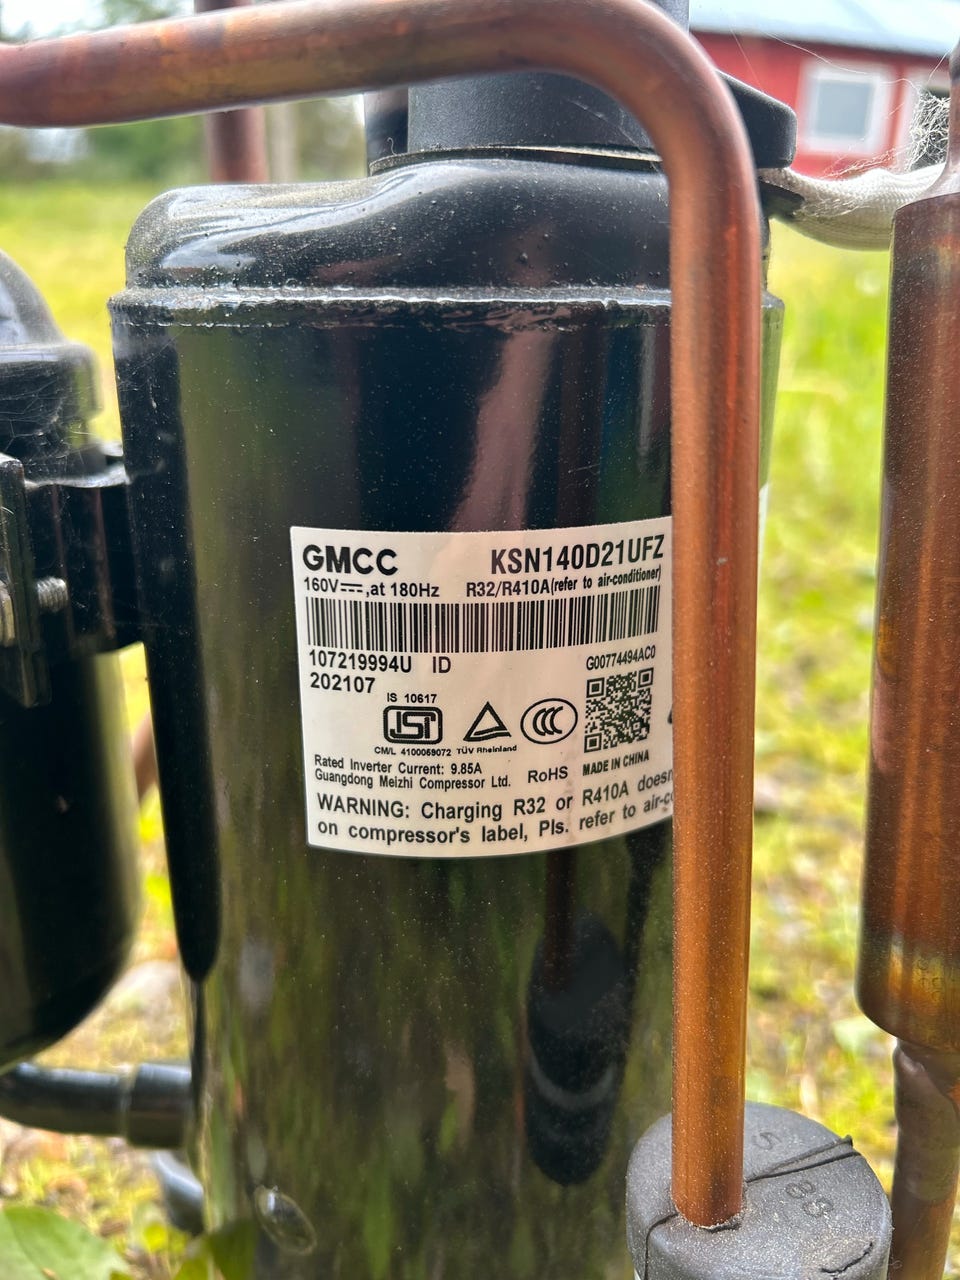 GMCC KSN140D21UFZ
160V⎓,at 180Hz R32/R410A(refer to air-conditioner)
107219994U ID G00774494AC0
202107
IS 10617
ISI
CM/L 4100069072 TÜV Rheinland
CCC
Rated Inverter Current: 9.85A
Guangdong Meizhi Compressor Ltd. RoHS MADE IN CHINA
WARNING: Charging R32 or R410A
on compressor's label, Pls. refer to